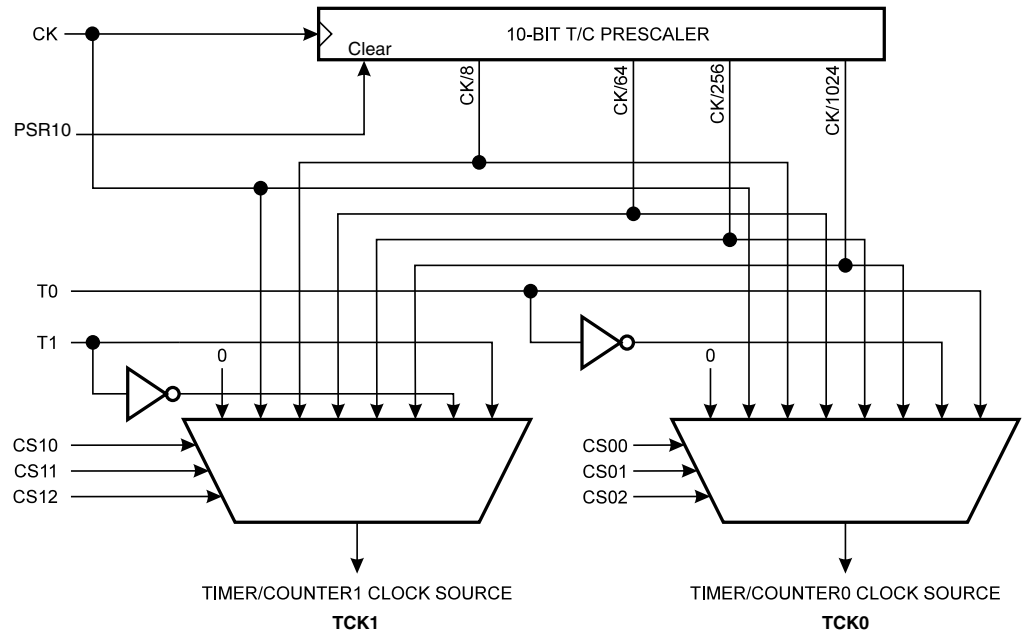 CK
10-BIT T/C PRESCALER
Clear
CK/8
CK/64
CK/256
CK/1024
PSR10
T0
T1
0
0
CS10
CS11
CS12
CS00
CS01
CS02
TIMER/COUNTER1 CLOCK SOURCE
TCK1
TIMER/COUNTER0 CLOCK SOURCE
TCK0